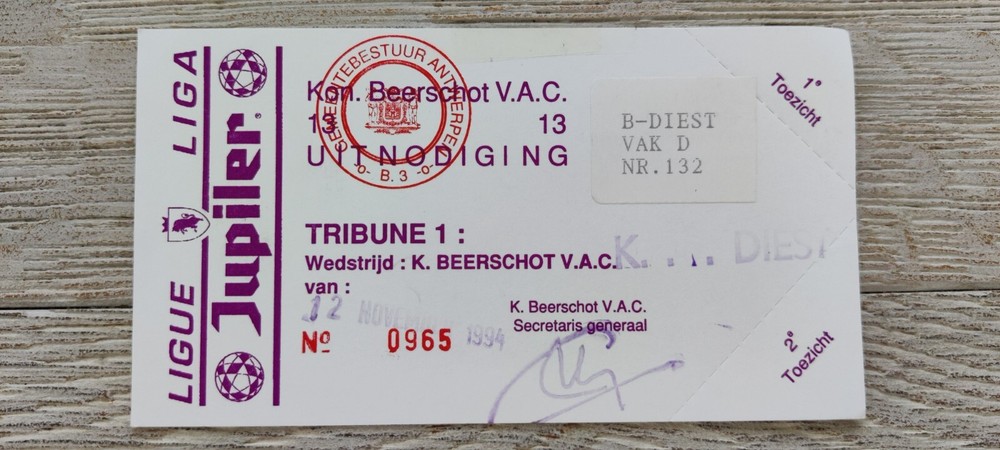 LIGUE LIGA
Jupiler
GEMEENTEBESTUUR ANTWERPEN
-o- B.3 -o-
Kon. Beerschot V.A.C.
13 13
UITNODIGING
B-DIEST
VAK D
NR.132
1° Toezicht
TRIBUNE 1 :
Wedstrijd : K. BEERSCHOT V.A.C. K. DIEST
van :
12 NOVEMBER 1994
Nº 0965
K. Beerschot V.A.C.
Secretaris generaal
2° Toezicht